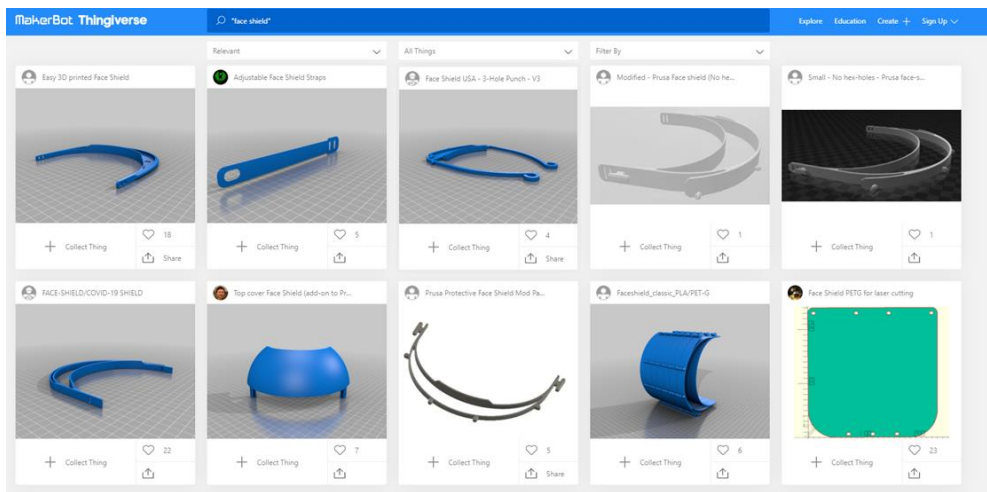 MakerBot Thingiverse
"face shield"
Explore Education Create + Sign Up
Relevant
All Things
Filter By
Easy 3D printed Face Shield
Adjustable Face Shield Straps
Face Shield USA - 3-Hole Punch - V3
Modified - Prusa Face shield (No he...
Small - No hex-holes - Prusa face-s...
Collect Thing
18
Share
Collect Thing
5
Collect Thing
4
Share
Collect Thing
1
Collect Thing
1
FACE-SHIELD/COVID-19 SHIELD
Top cover Face Shield (add-on to Pr...
Prusa Protective Face Shield Mod Pa...
Faceshield_classic_PLA/PET-G
Face Shield PETG for laser cutting
Collect Thing
22
Collect Thing
7
Collect Thing
5
Share
Collect Thing
6
Collect Thing
23